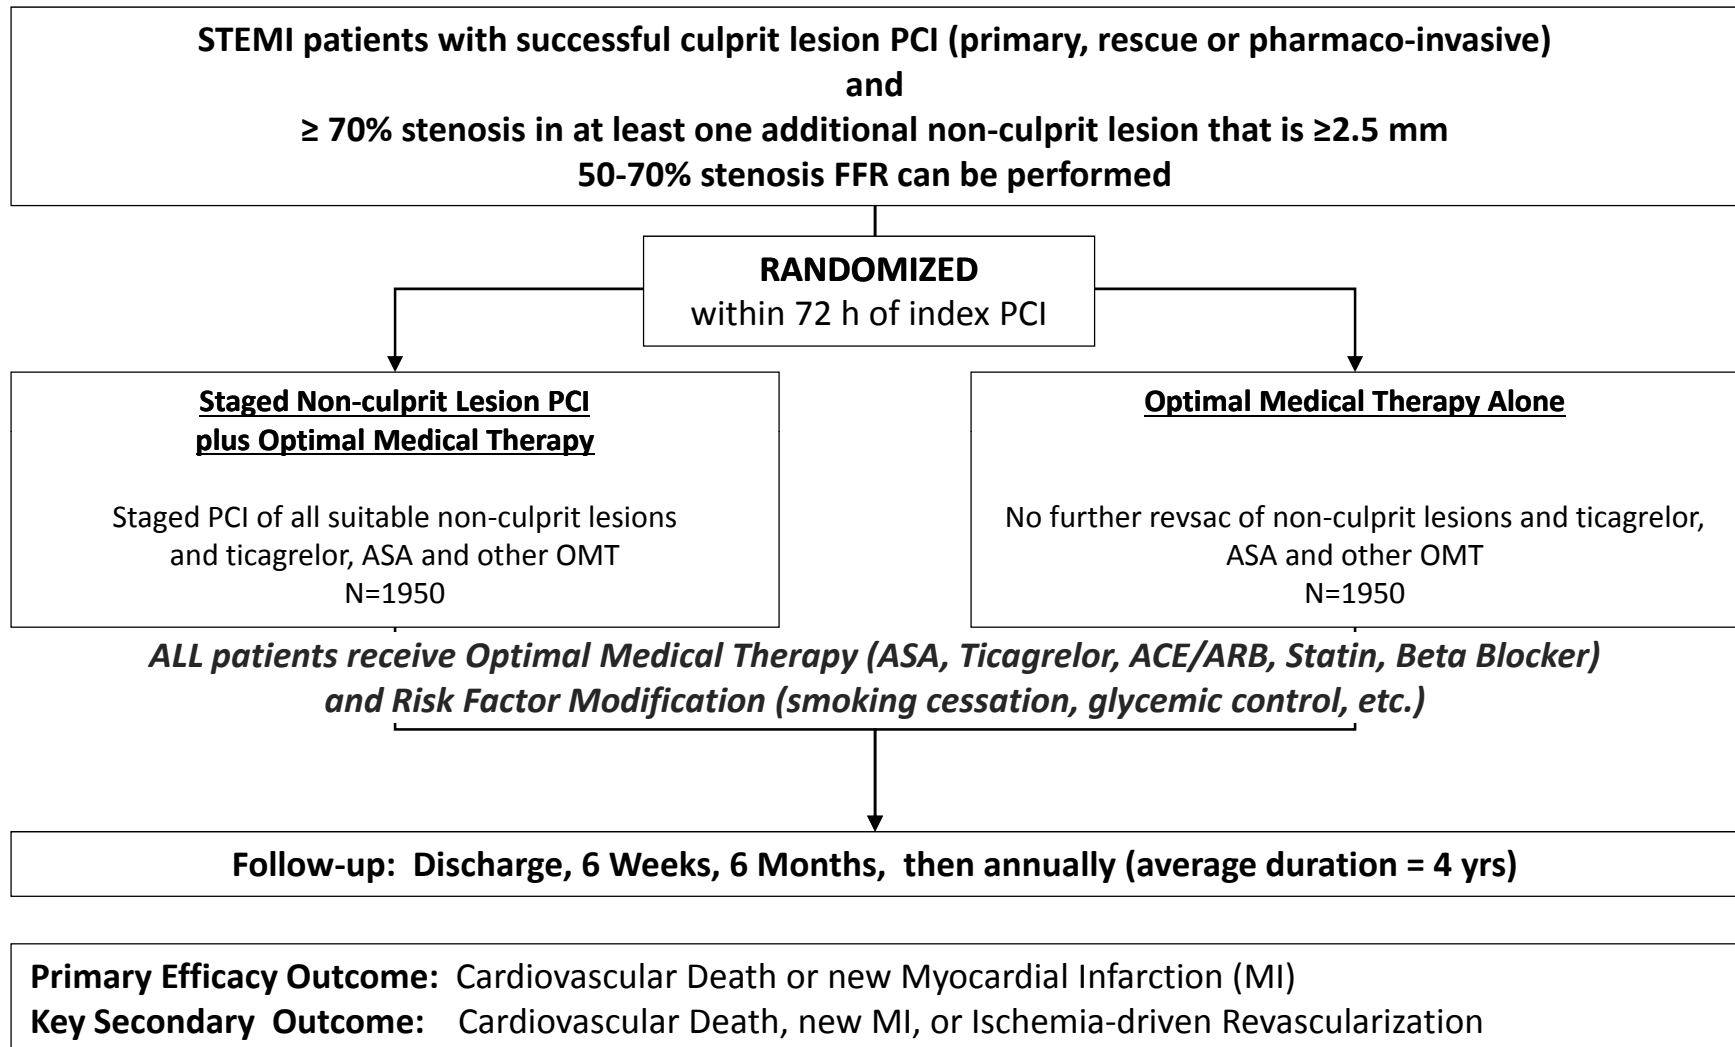 STEMI patients with successful culprit lesion PCI (primary, rescue or pharmaco-invasive)
and
≥ 70% stenosis in at least one additional non-culprit lesion that is ≥2.5 mm
50-70% stenosis FFR can be performed
RANDOMIZED
within 72 h of index PCI
Staged Non-culprit Lesion PCI
plus Optimal Medical Therapy
Staged PCI of all suitable non-culprit lesions
and ticagrelor, ASA and other OMT
N=1950
Optimal Medical Therapy Alone
No further revsac of non-culprit lesions and ticagrelor,
ASA and other OMT
N=1950
ALL patients receive Optimal Medical Therapy (ASA, Ticagrelor, ACE/ARB, Statin, Beta Blocker)
and Risk Factor Modification (smoking cessation, glycemic control, etc.)
Follow-up: Discharge, 6 Weeks, 6 Months, then annually (average duration = 4 yrs)
Primary Efficacy Outcome: Cardiovascular Death or new Myocardial Infarction (MI)
Key Secondary Outcome: Cardiovascular Death, new MI, or Ischemia-driven Revascularization